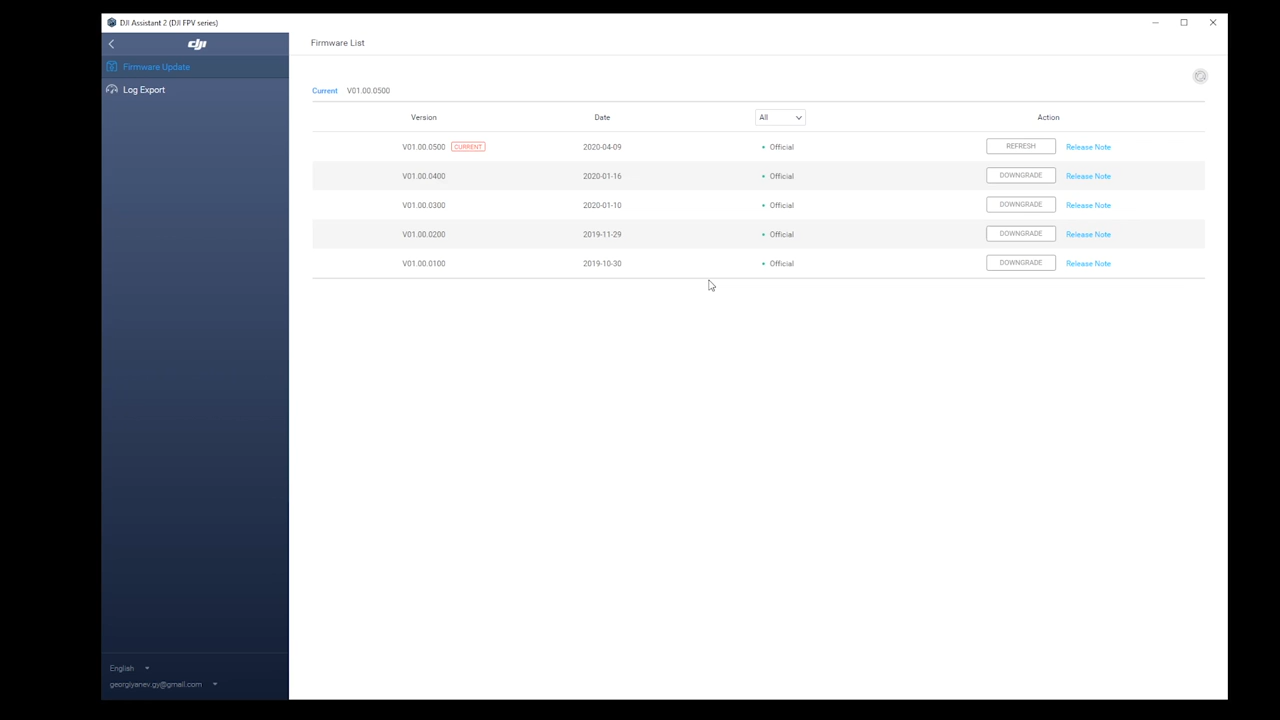 DJI Assistant 2 (DJI FPV series)
dji
Firmware Update
Log Export
Firmware List
Current V01.00.0500
Version Date All Action
V01.00.0500 CURRENT 2020-04-09 Official REFRESH Release Note
V01.00.0400 2020-01-16 Official DOWNGRADE Release Note
V01.00.0300 2020-01-10 Official DOWNGRADE Release Note
V01.00.0200 2019-11-29 Official DOWNGRADE Release Note
V01.00.0100 2019-10-30 Official DOWNGRADE Release Note
English
georgiyanev.gy@gmail.com